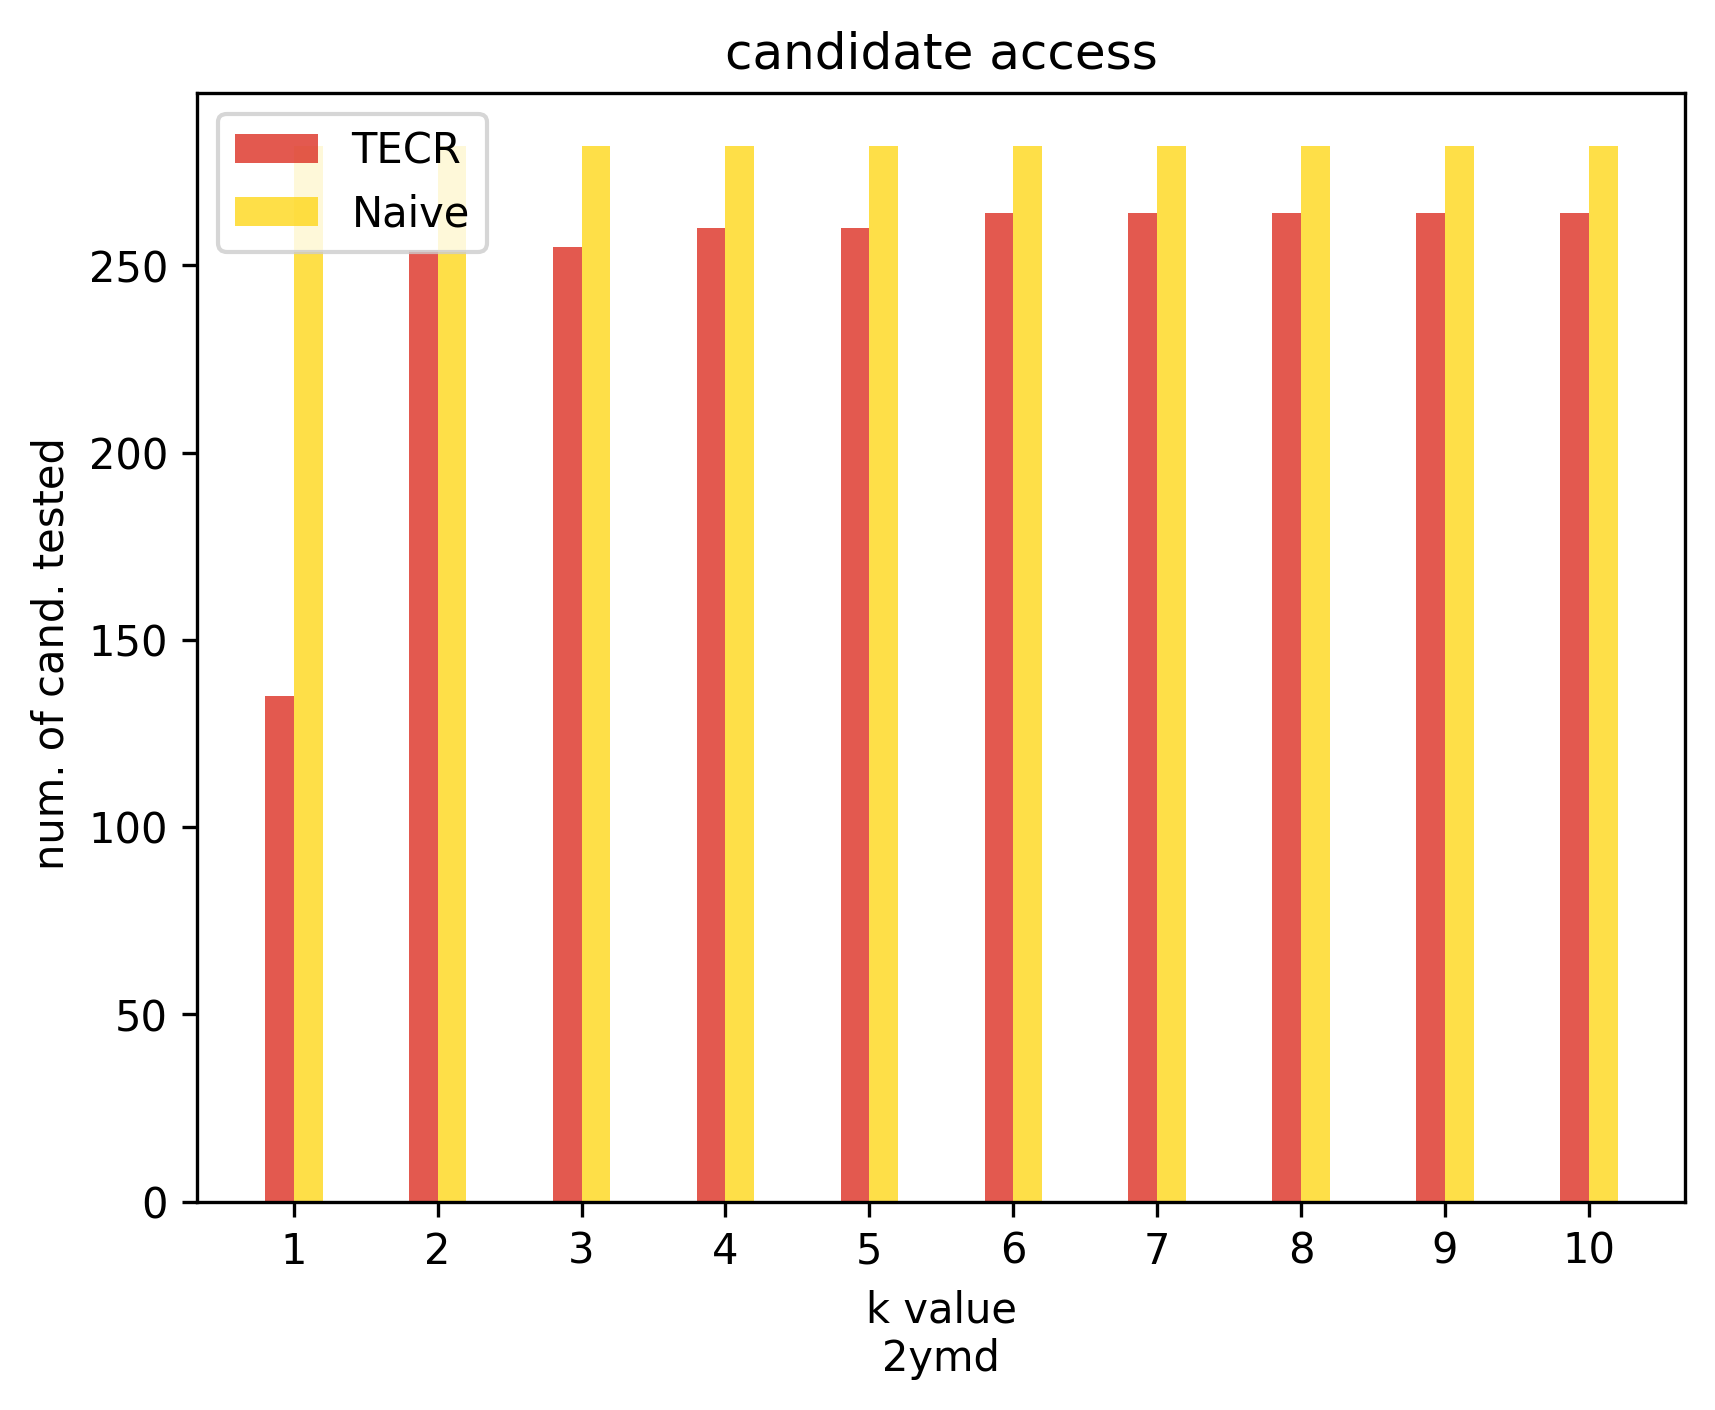 candidate access
TECR
Naive
num. of cand. tested
250
200
150
100
50
0
1 2 3 4 5 6 7 8 9 10
k value
2ymd